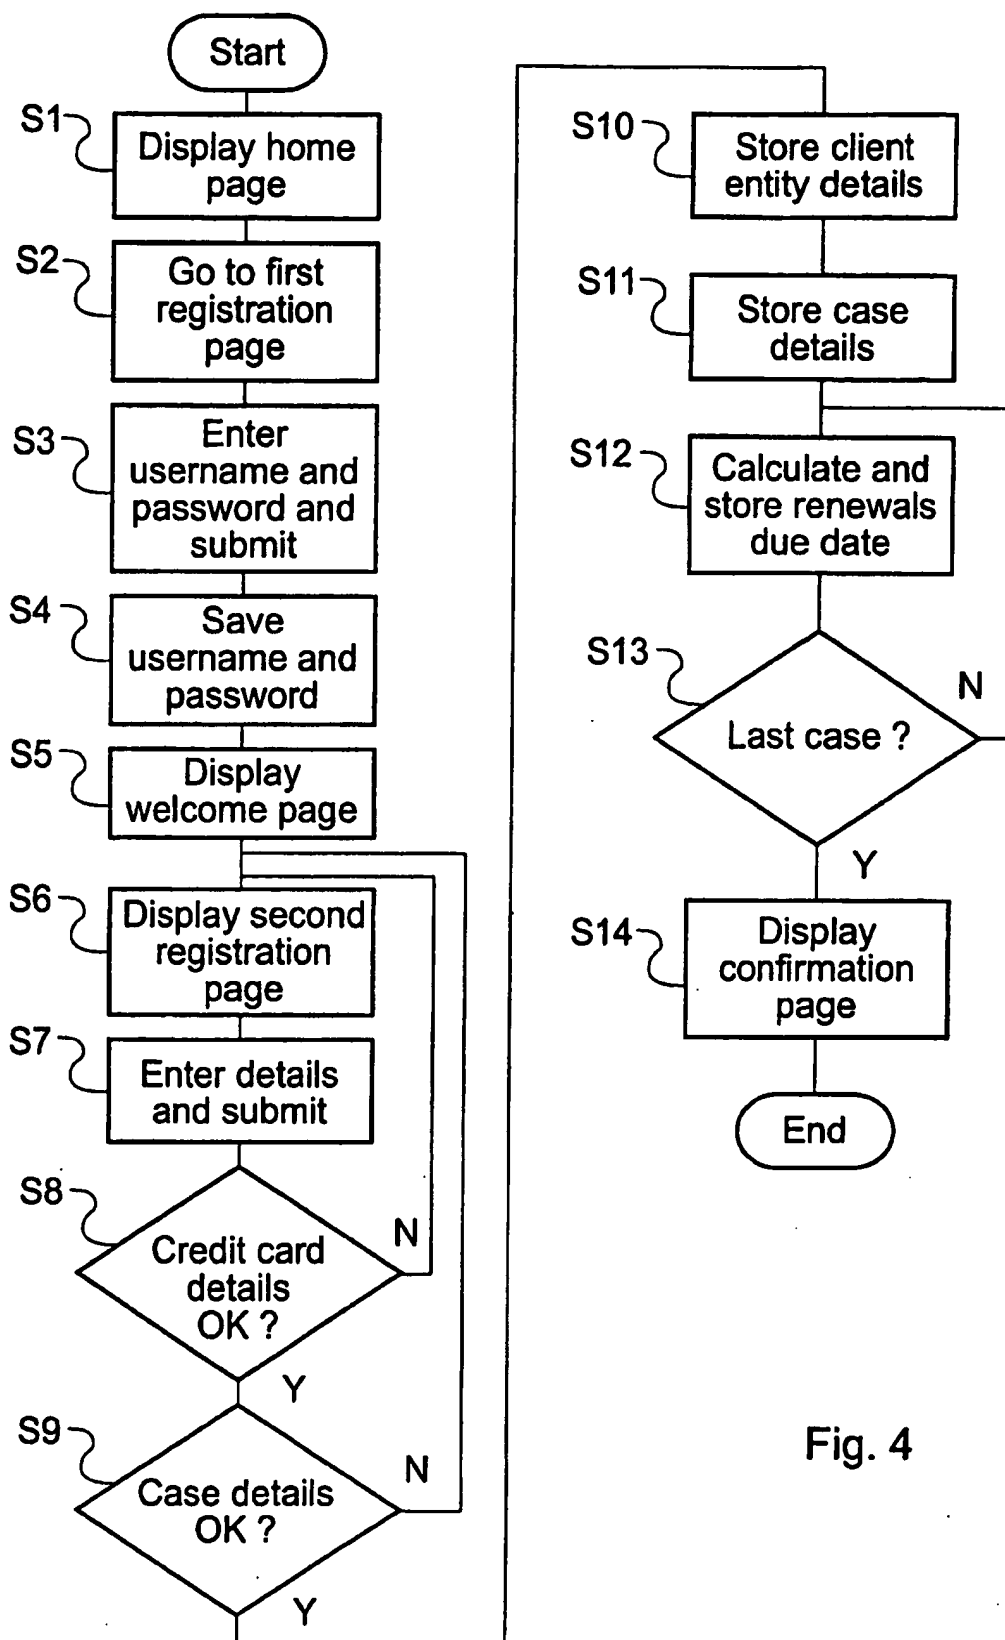 Start
S1
Display home
page
S2
Go to first
registration
page
S3
Enter
username and
password and
submit
S4
Save
username and
password
S5
Display
welcome page
S6
Display second
registration
page
S7
Enter details
and submit
S8
Credit card
details
OK ?
N
Y
S9
Case details
OK ?
N
Y
S10
Store client
entity details
S11
Store case
details
S12
Calculate and
store renewals
due date
S13
Last case ?
N
Y
S14
Display
confirmation
page
End
Fig. 4